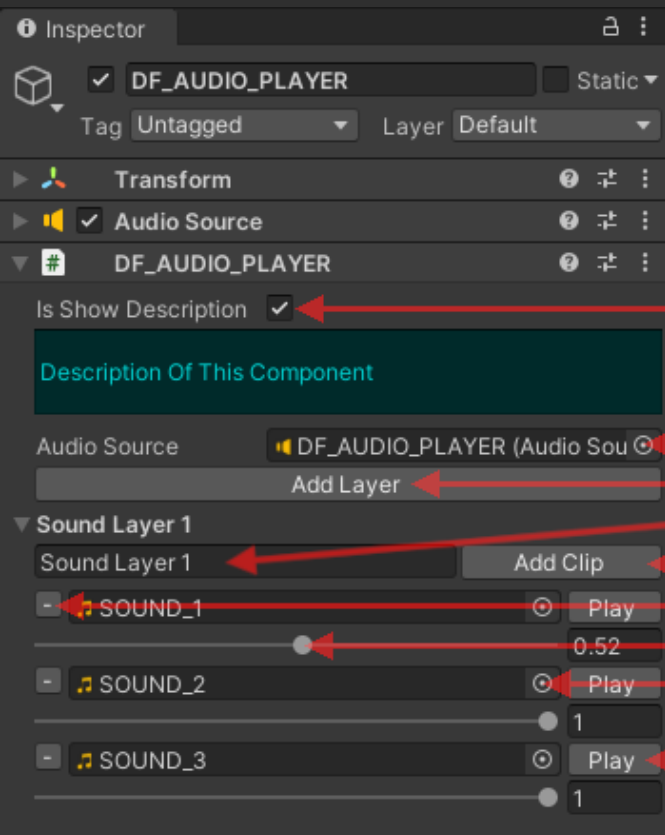 Inspector
DF_AUDIO_PLAYER Static
Tag Untagged Layer Default
Transform
Audio Source
# DF_AUDIO_PLAYER
Is Show Description
Description Of This Component
Audio Source DF_AUDIO_PLAYER (Audio Sou
Add Layer
Sound Layer 1
Sound Layer 1 Add Clip
- SOUND_1 Play
0.52
- SOUND_2 Play
1
- SOUND_3 Play
1